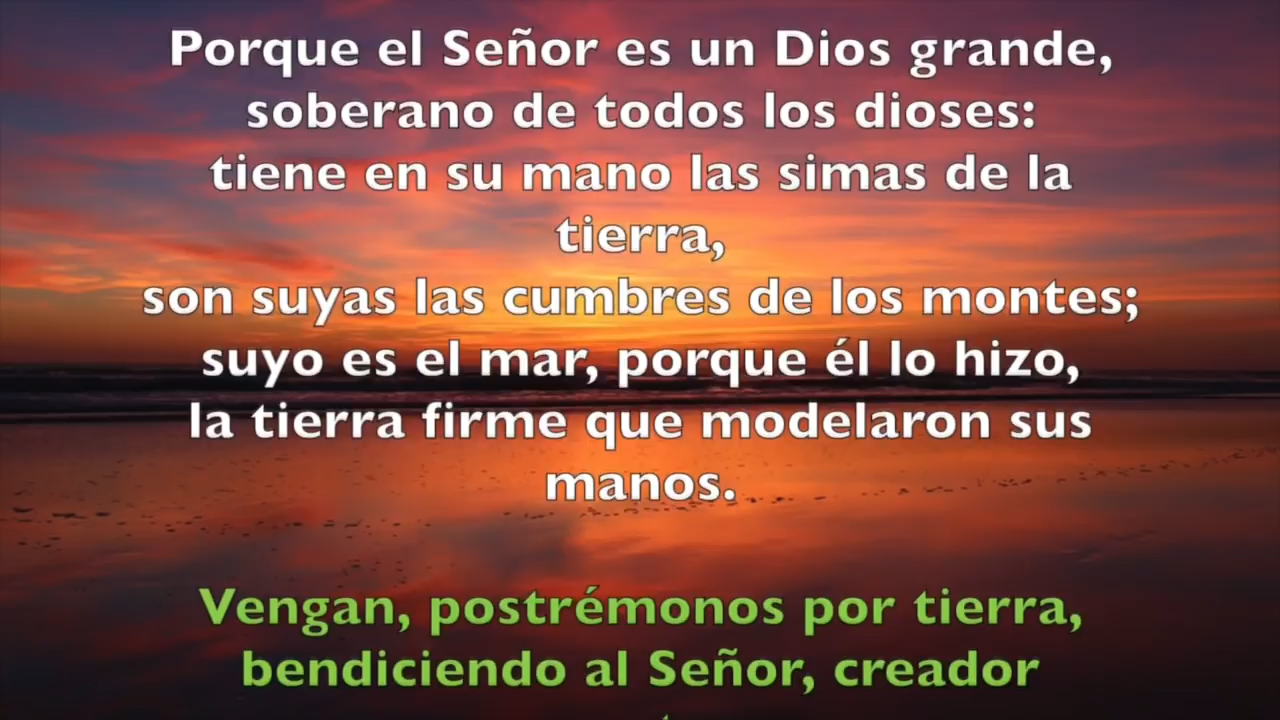 Porque el Señor es un Dios grande,
soberano de todos los dioses:
tiene en su mano las simas de la
tierra,
son suyas las cumbres de los montes;
suyo es el mar, porque él lo hizo,
la tierra firme que modelaron sus
manos.
Vengan, postrémonos por tierra,
bendiciendo al Señor, creador